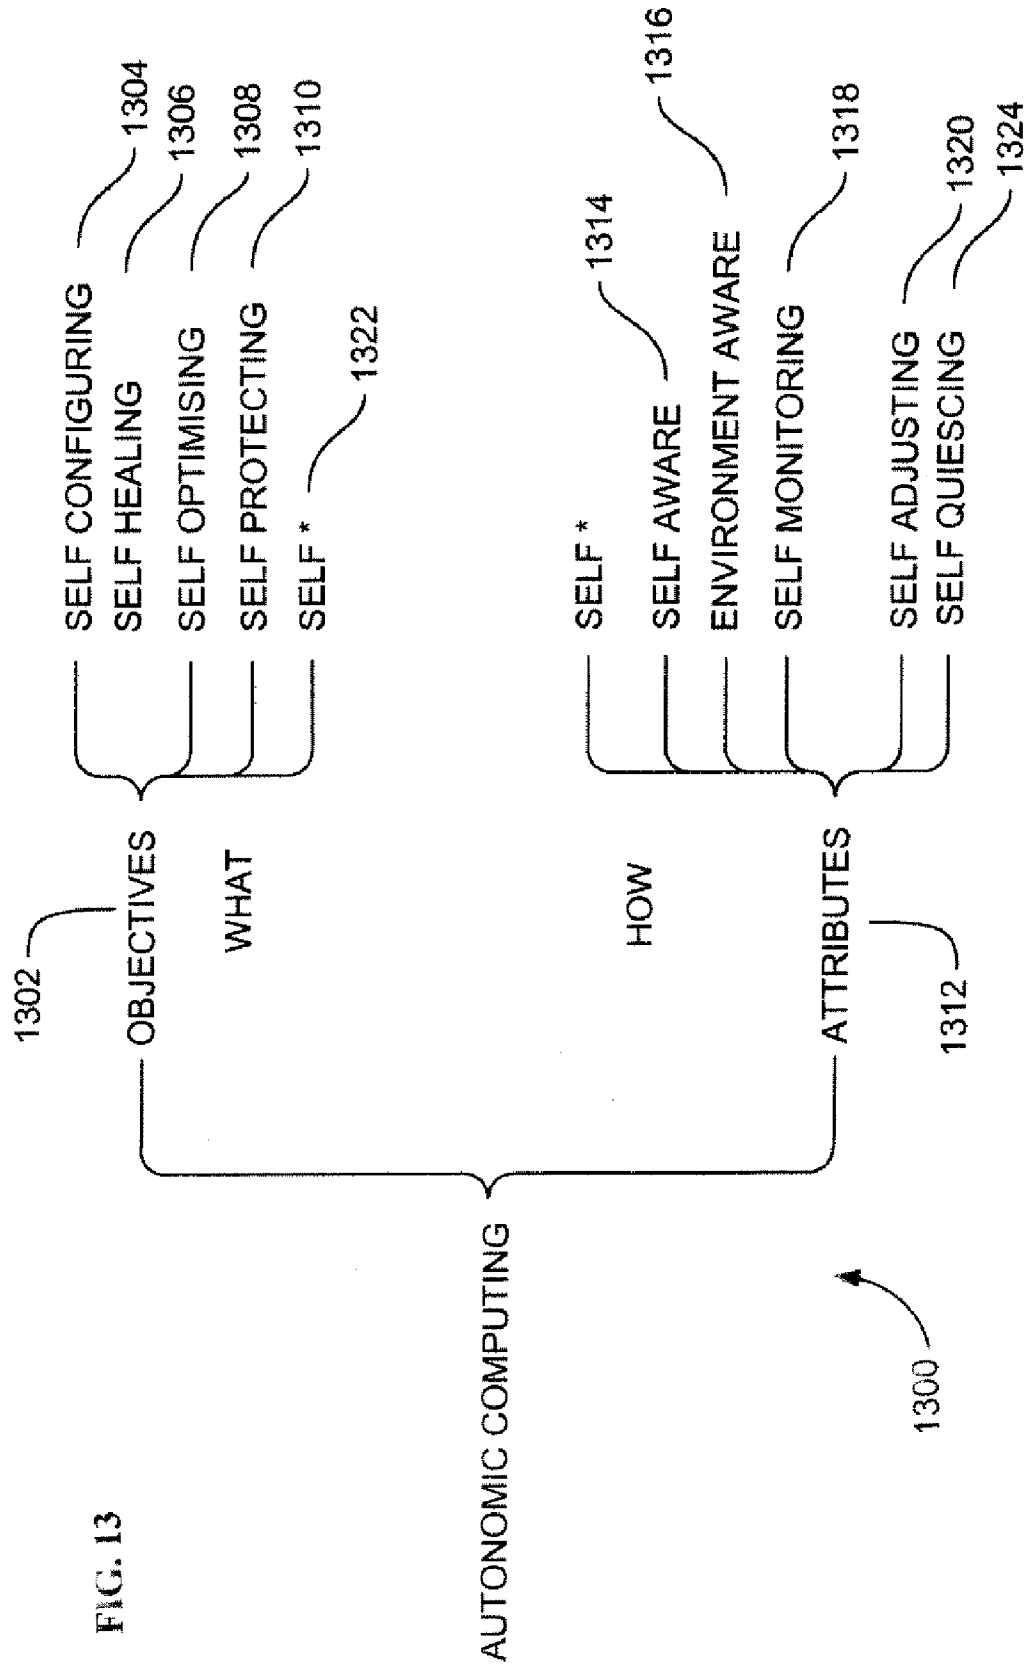 FIG. 13
1302
OBJECTIVES
WHAT
SELF CONFIGURING
1304
SELF HEALING
1306
SELF OPTIMISING
1308
SELF PROTECTING
1310
SELF *
1322
AUTONOMIC COMPUTING
HOW
ATTRIBUTES
1312
SELF *
SELF AWARE
1314
ENVIRONMENT AWARE
1316
SELF MONITORING
1318
SELF ADJUSTING
1320
SELF QUIESCING
1324
1300